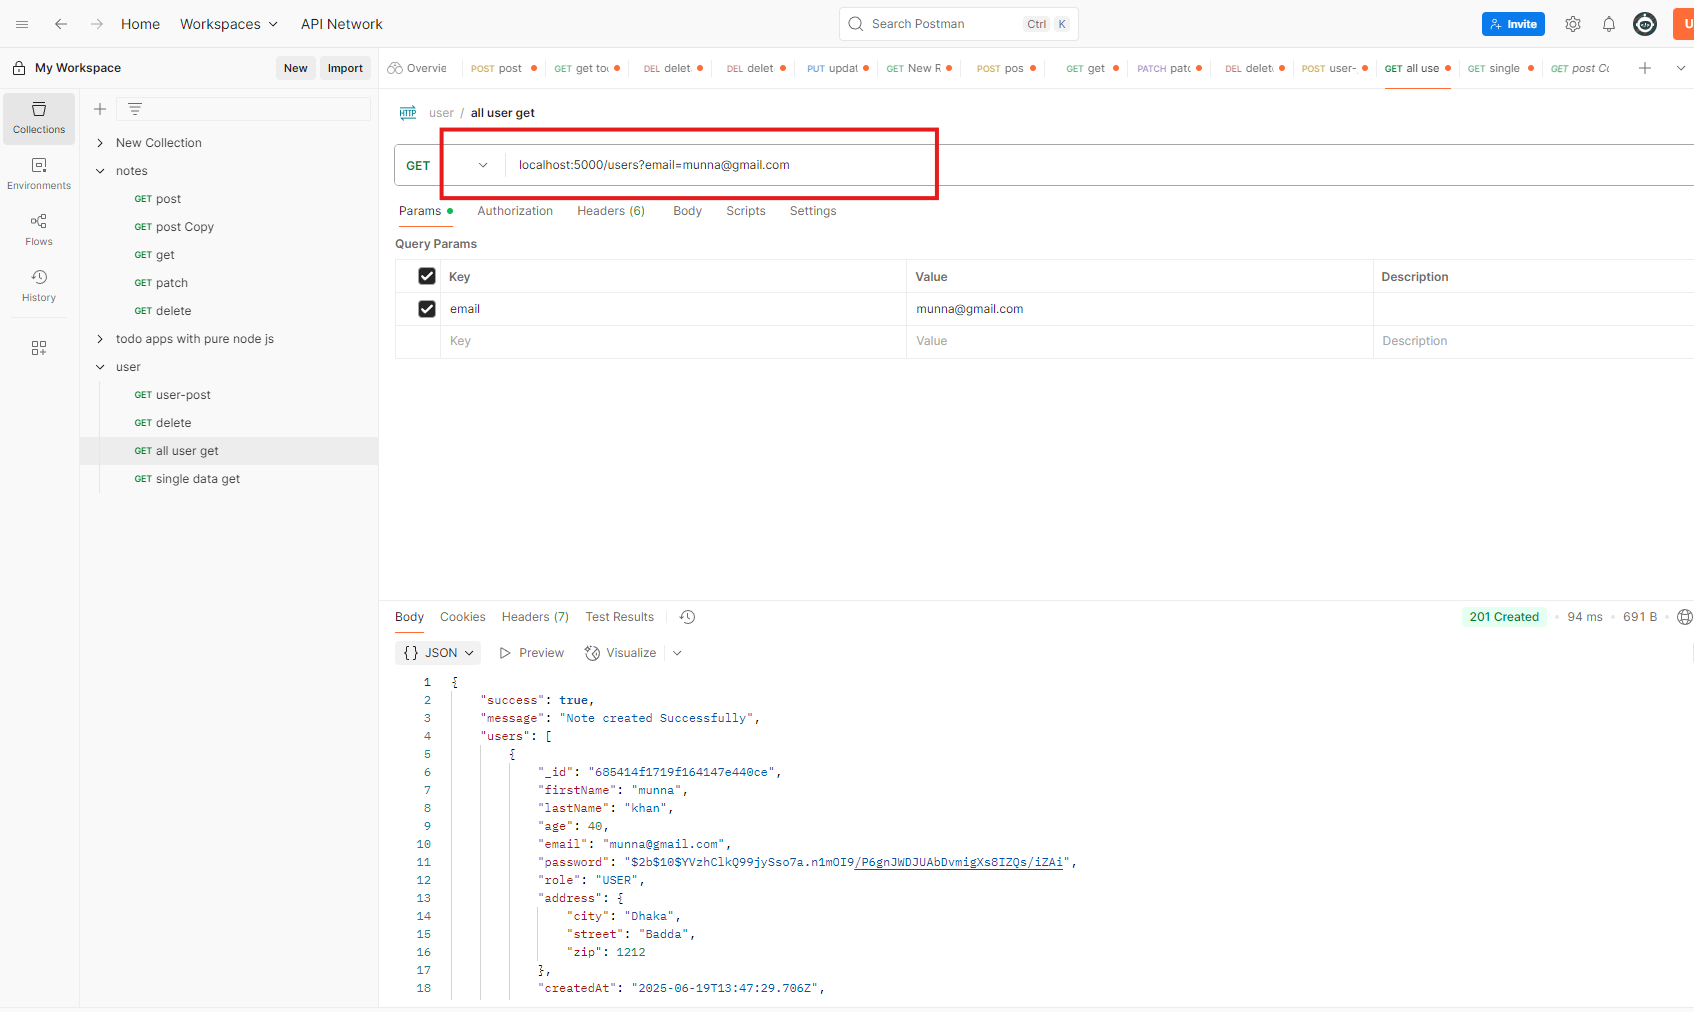 Home Workspaces API Network Search Postman Ctrl K Invite
My Workspace New Import Overvie POST post GET get to DEL delet DEL delet PUT updat GET New R POST pos GET get PATCH patc DEL delet POST user- GET all use GET single GET post Co
Collections
Environments
Flows
History
New Collection
notes
GET post
GET post Copy
GET get
GET patch
GET delete
todo apps with pure node js
user
GET user-post
GET delete
GET all user get
GET single data get
HTTP user / all user get
GET localhost:5000/users?email=munna@gmail.com
Params Authorization Headers (6) Body Scripts Settings
Query Params
Key Value Description
email munna@gmail.com
Key Value Description
Body Cookies Headers (7) Test Results 201 Created 94 ms 691 B
{} JSON Preview Visualize
1 {
2 "success": true,
3 "message": "Note created Successfully",
4 "users": [
5 {
6 "_id": "685414f1719f164147e440ce",
7 "firstName": "munna",
8 "lastName": "khan",
9 "age": 40,
10 "email": "munna@gmail.com",
11 "password": "$2b$10$YVzhClkQ99jySso7a.n1mOI9/P6gnJWDJUAbDvmigXs8IZQs/iZAi",
12 "role": "USER",
13 "address": {
14 "city": "Dhaka",
15 "street": "Badda",
16 "zip": 1212
17 },
18 "createdAt": "2025-06-19T13:47:29.706Z",